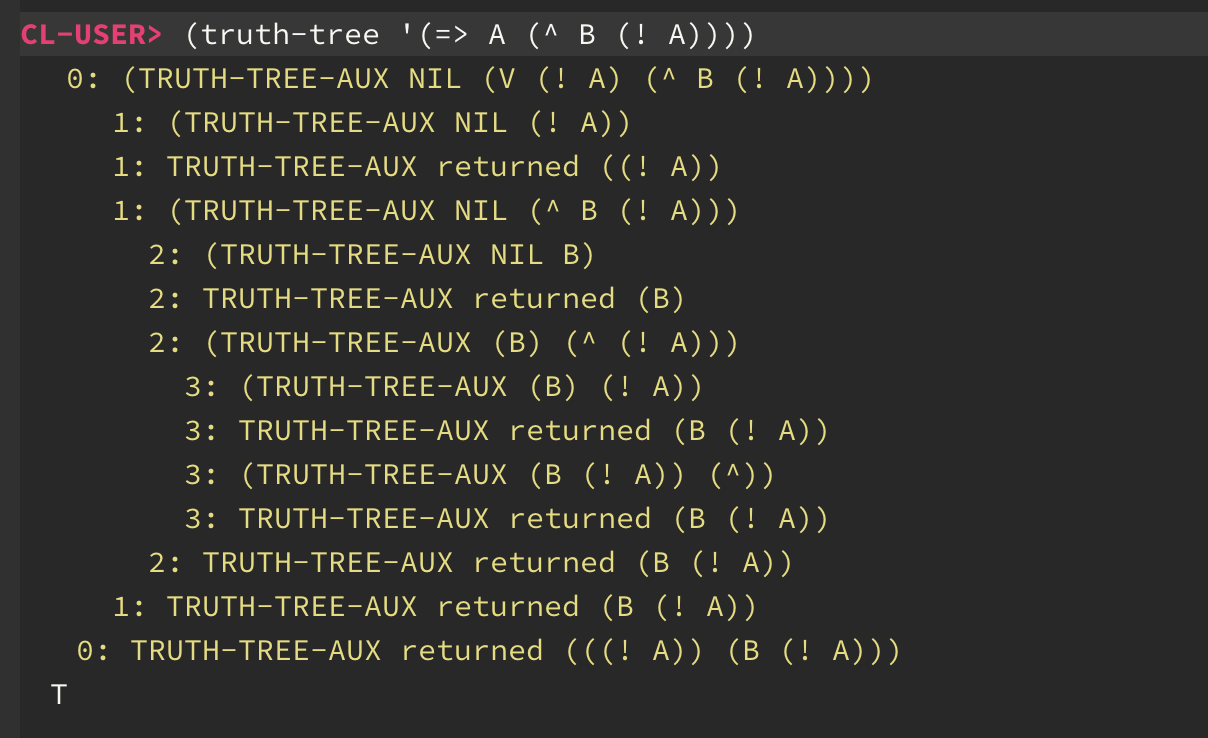 CL-USER> (truth-tree '(=> A (^ B (! A))))
0: (TRUTH-TREE-AUX NIL (V (! A) (^ B (! A))))
1: (TRUTH-TREE-AUX NIL (! A))
1: TRUTH-TREE-AUX returned ((! A))
1: (TRUTH-TREE-AUX NIL (^ B (! A)))
2: (TRUTH-TREE-AUX NIL B)
2: TRUTH-TREE-AUX returned (B)
2: (TRUTH-TREE-AUX (B) (^ (! A)))
3: (TRUTH-TREE-AUX (B) (! A))
3: TRUTH-TREE-AUX returned (B (! A))
3: (TRUTH-TREE-AUX (B (! A)) (^))
3: TRUTH-TREE-AUX returned (B (! A))
2: TRUTH-TREE-AUX returned (B (! A))
1: TRUTH-TREE-AUX returned (B (! A))
0: TRUTH-TREE-AUX returned (((! A)) (B (! A)))
T